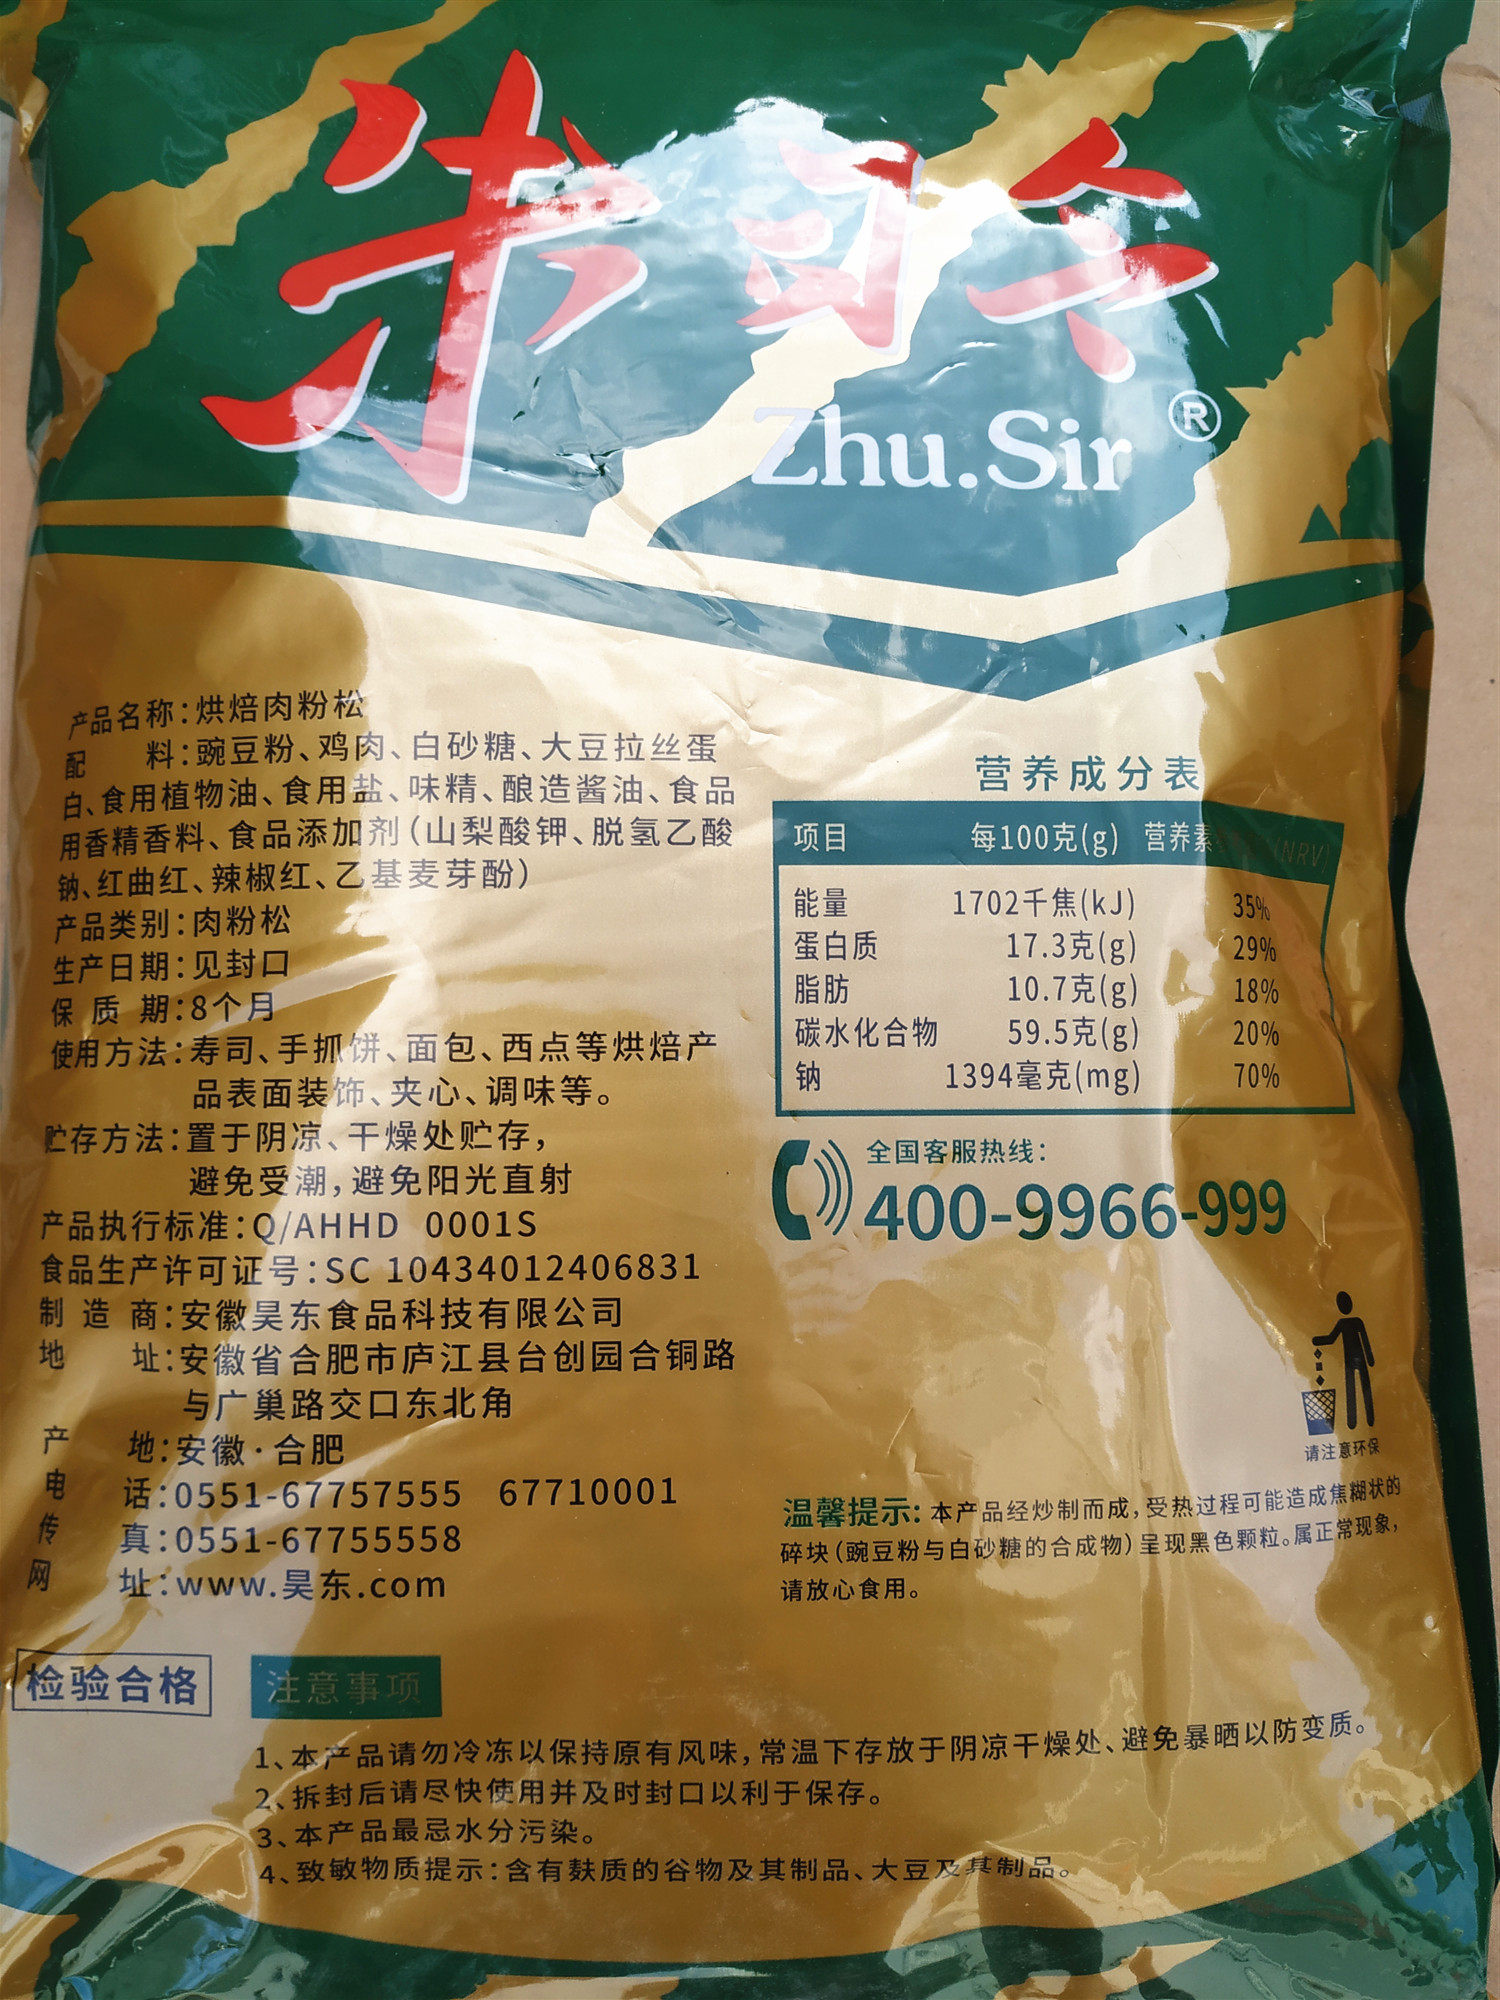 朱司令
Zhu.Sir ®
产品名称:烘焙肉粉松
配 料:豌豆粉、鸡肉、白砂糖、大豆拉丝蛋
白、食用植物油、食用盐、味精、酿造酱油、食品
用香精香料、食品添加剂(山梨酸钾、脱氢乙酸
钠、红曲红、辣椒红、乙基麦芽酚)
产品类别:肉粉松
生产日期:见封口
保 质 期:8个月
使用方法:寿司、手抓饼、面包、西点等烘焙产
品表面装饰、夹心、调味等。
贮存方法:置于阴凉、干燥处贮存,
避免受潮,避免阳光直射
产品执行标准:Q/AHHD 0001S
食品生产许可证号:SC 10434012406831
制 造 商:安徽昊东食品科技有限公司
地 址:安徽省合肥市庐江县台创园合铜路
与广巢路交口东北角
产 地:安徽·合肥
电 话:0551-67757555 67710001
传 真:0551-67755558
网 址:www.昊东.com
营养成分表
项目 每100克(g) 营养素 (NRV)
能量 1702千焦(kJ) 35%
蛋白质 17.3克(g) 29%
脂肪 10.7克(g) 18%
碳水化合物 59.5克(g) 20%
钠 1394毫克(mg) 70%
全国客服热线:
400-9966-999
请注意环保
温馨提示:本产品经炒制而成,受热过程可能造成焦糊状的
碎块(豌豆粉与白砂糖的合成物)呈现黑色颗粒。属正常现象,
请放心食用。
检验合格
注意事项
1、本产品请勿冷冻以保持原有风味,常温下存放于阴凉干燥处、避免暴晒以防变质。
2、拆封后请尽快使用并及时封口以利于保存。
3、本产品最忌水分污染。
4、致敏物质提示:含有麸质的谷物及其制品、大豆及其制品。